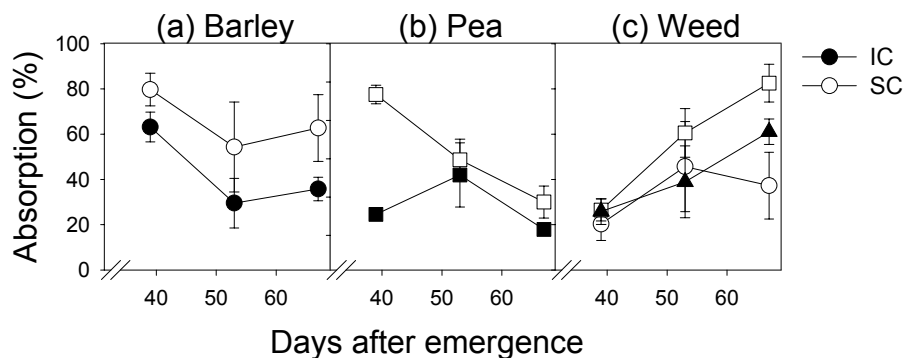 (a) Barley (b) Pea (c) Weed
100
80
60
40
20
0
Absorption (%)
IC
SC
40 50 60 40 50 60 40 50 60
Days after emergence